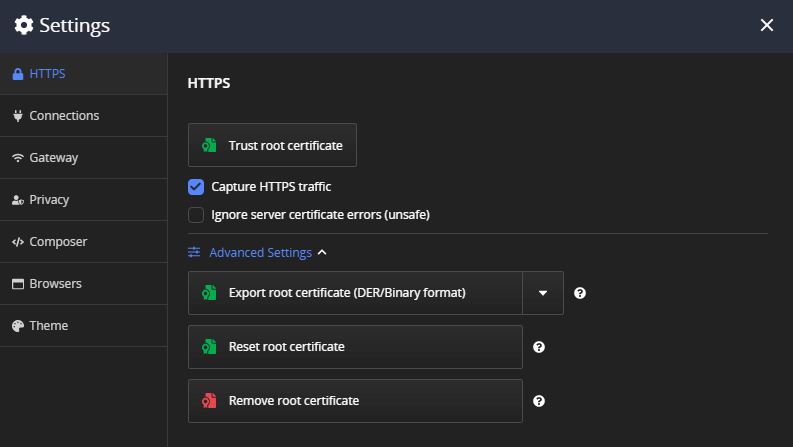 Settings
HTTPS
Connections
Gateway
Privacy
Composer
Browsers
Theme
HTTPS
Trust root certificate
Capture HTTPS traffic
Ignore server certificate errors (unsafe)
Advanced Settings
Export root certificate (DER/Binary format)
Reset root certificate
Remove root certificate